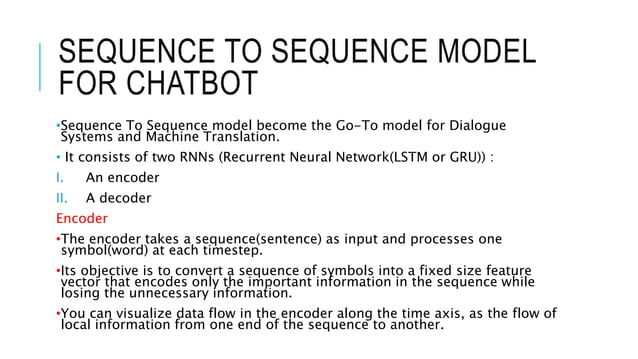 SEQUENCE TO SEQUENCE MODEL
FOR CHATBOT
•Sequence To Sequence model become the Go-To model for Dialogue
Systems and Machine Translation.
• It consists of two RNNs (Recurrent Neural Network(LSTM or GRU)) :
I. An encoder
II. A decoder
Encoder
•The encoder takes a sequence(sentence) as input and processes one
symbol(word) at each timestep.
•Its objective is to convert a sequence of symbols into a fixed size feature
vector that encodes only the important information in the sequence while
losing the unnecessary information.
•You can visualize data flow in the encoder along the time axis, as the flow of
local information from one end of the sequence to another.